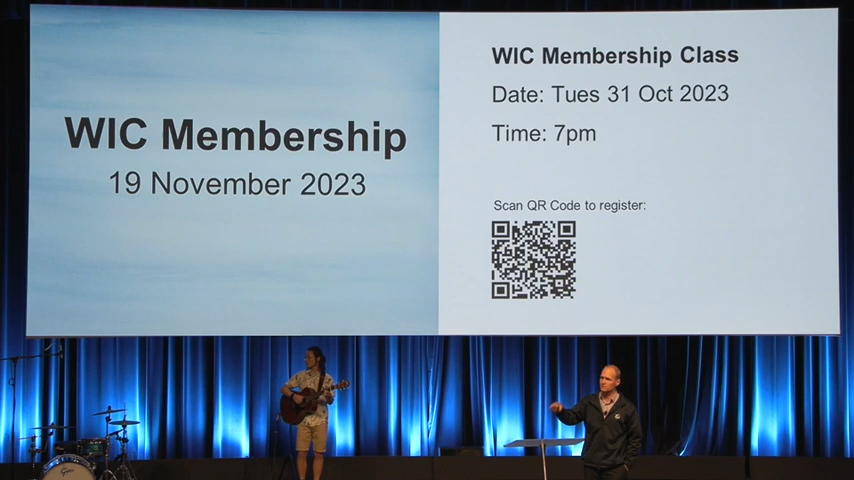 WIC Membership
19 November 2023
WIC Membership Class
Date: Tues 31 Oct 2023
Time: 7pm
Scan QR Code to register: